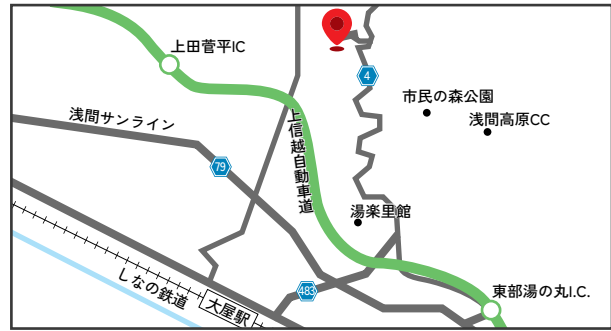 上田菅平IC
4
市民の森公園
浅間サンライン
浅間高原CC
上信越自動車道
79
湯楽里館
しなの鉄道
483
東部湯の丸I.C.
大屋駅